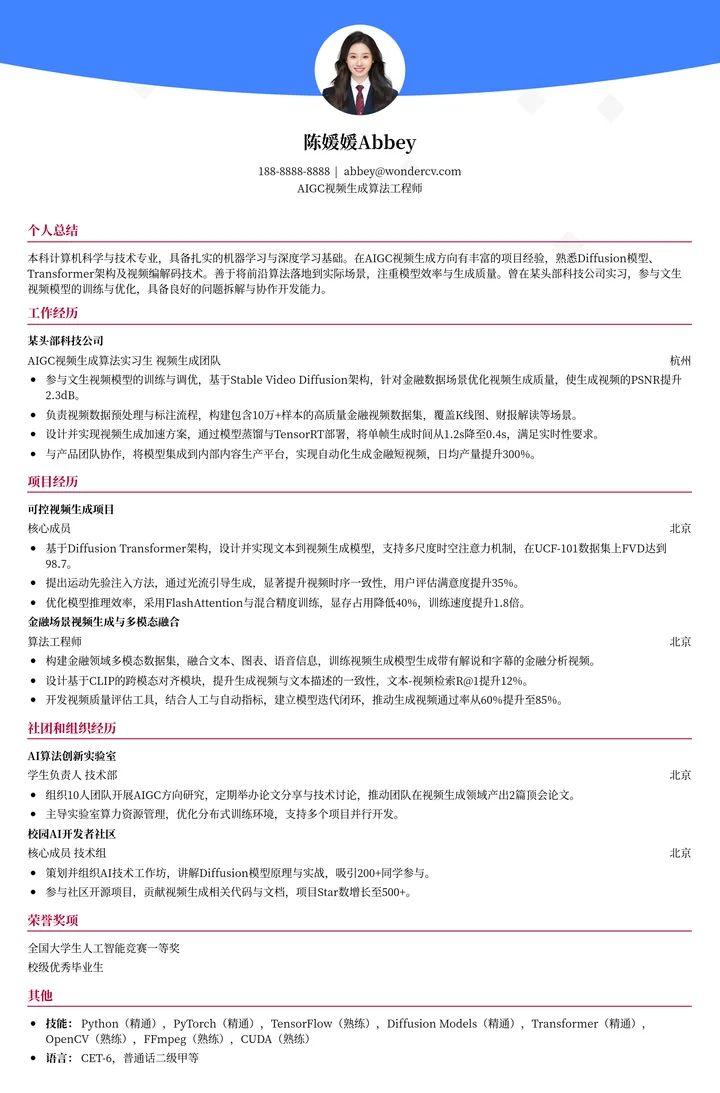 陈媛媛Abbey
188-8888-8888 | abbey@wondercv.com
AIGC视频生成算法工程师
个人总结
本科计算机科学与技术专业，具备扎实的机器学习与深度学习基础。在AIGC视频生成方向有丰富的项目经验，熟悉Diffusion模型、
Transformer架构及视频编解码技术。善于将前沿算法落地到实际场景，注重模型效率与生成质量。曾在某头部科技公司实习，参与文生
视频模型的训练与优化，具备良好的问题拆解与协作开发能力。
工作经历
某头部科技公司
AIGC视频生成算法实习生 视频生成团队 杭州
• 参与文生视频模型的训练与调优，基于Stable Video Diffusion架构，针对金融数据场景优化视频生成质量，使生成视频的PSNR提升
2.3dB。
• 负责视频数据预处理与标注流程，构建包含10万+样本的高质量金融视频数据集，覆盖K线图、财报解读等场景。
• 设计并实现视频生成加速方案，通过模型蒸馏与TensorRT部署，将单帧生成时间从1.2s降至0.4s，满足实时性要求。
• 与产品团队协作，将模型集成到内部内容生产平台，实现自动化生成金融短视频，日均产量提升300%。
项目经历
可控视频生成项目
核心成员 北京
• 基于Diffusion Transformer架构，设计并实现文本到视频生成模型，支持多尺度时空注意力机制，在UCF-101数据集上FVD达到
98.7。
• 提出运动先验注入方法，通过光流引导生成，显著提升视频时序一致性，用户评估满意度提升35%。
• 优化模型推理效率，采用FlashAttention与混合精度训练，显存占用降低40%，训练速度提升1.8倍。
金融场景视频生成与多模态融合
算法工程师 北京
• 构建金融领域多模态数据集，融合文本、图表、语音信息，训练视频生成模型生成带有解说和字幕的金融分析视频。
• 设计基于CLIP的跨模态对齐模块，提升生成视频与文本描述的一致性，文本-视频检索R@1提升12%。
• 开发视频质量评估工具，结合人工与自动指标，建立模型迭代闭环，推动生成视频通过率从60%提升至85%。
社团和组织经历
AI算法创新实验室
学生负责人 技术部 北京
• 组织10人团队开展AIGC方向研究，定期举办论文分享与技术讨论，推动团队在视频生成领域产出2篇顶会论文。
• 主导实验室算力资源管理，优化分布式训练环境，支持多个项目并行开发。
校园AI开发者社区
核心成员 技术组 北京
• 策划并组织AI技术工作坊，讲解Diffusion模型原理与实战，吸引200+同学参与。
• 参与社区开源项目，贡献视频生成相关代码与文档，项目Star数增长至500+。
荣誉奖项
全国大学生人工智能竞赛一等奖
校级优秀毕业生
其他
• 技能： Python（精通），PyTorch（精通），TensorFlow（熟练），Diffusion Models（精通），Transformer（精通），
OpenCV（熟练），FFmpeg（熟练），CUDA（熟练）
• 语言： CET-6，普通话二级甲等